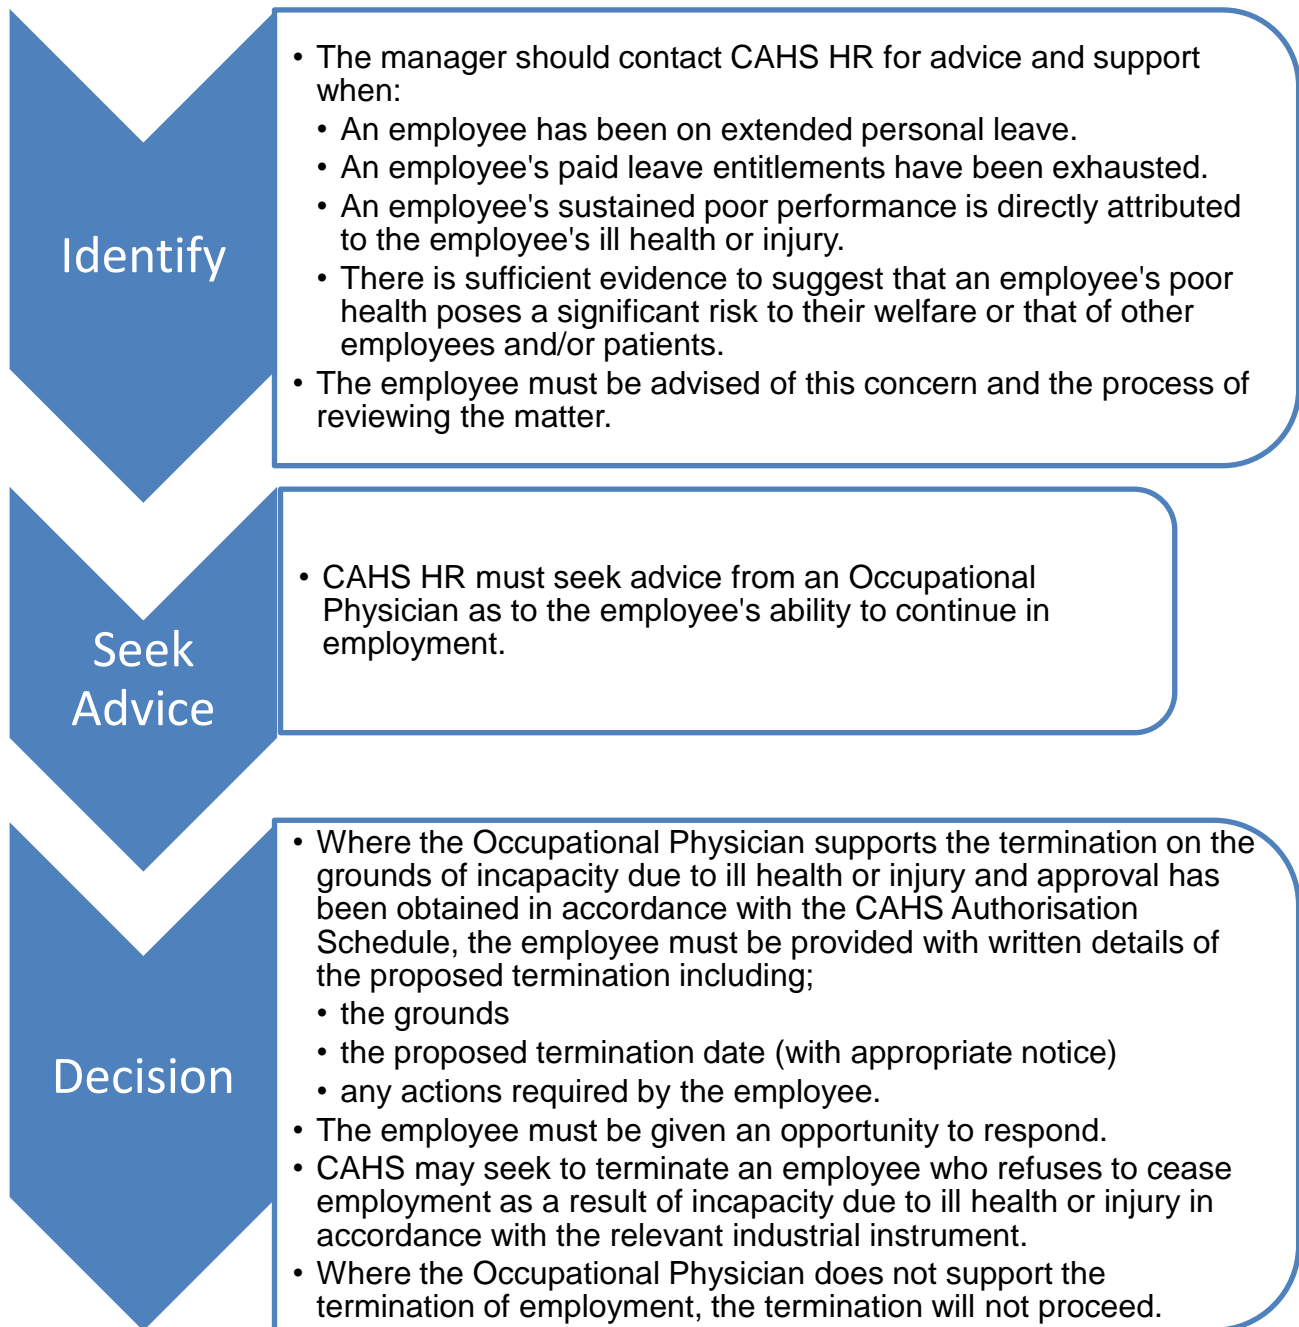 Identify
• The manager should contact CAHS HR for advice and support
when:
• An employee has been on extended personal leave.
• An employee's paid leave entitlements have been exhausted.
• An employee's sustained poor performance is directly attributed
to the employee's ill health or injury.
• There is sufficient evidence to suggest that an employee's poor
health poses a significant risk to their welfare or that of other
employees and/or patients.
• The employee must be advised of this concern and the process of
reviewing the matter.
Seek
Advice
• CAHS HR must seek advice from an Occupational
Physician as to the employee's ability to continue in
employment.
Decision
• Where the Occupational Physician supports the termination on the
grounds of incapacity due to ill health or injury and approval has
been obtained in accordance with the CAHS Authorisation
Schedule, the employee must be provided with written details of
the proposed termination including;
• the grounds
• the proposed termination date (with appropriate notice)
• any actions required by the employee.
• The employee must be given an opportunity to respond.
• CAHS may seek to terminate an employee who refuses to cease
employment as a result of incapacity due to ill health or injury in
accordance with the relevant industrial instrument.
• Where the Occupational Physician does not support the
termination of employment, the termination will not proceed.